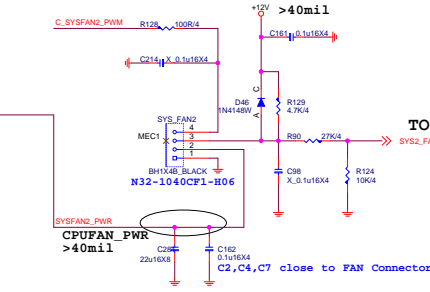 +12V
>40mil
C_SYSFAN2_PWM
R128
100R/4
C161
0.1u16X4
C214
X_0.1u16X4
D46
1N4148W
C
A
R129
4.7K/4
SYS_FAN2
MEC1
4
3
2
1
BH1X4B_BLACK
N32-1040CF1-H06
R90
27K/4
TO
SYS2_FA
C98
X_0.1u16X4
R124
10K/4
SYSFAN2_PWR
CPUFAN_PWR
>40mil
22u16X8
C162
0.1u16X4
C2,C4,C7 close to FAN Connector